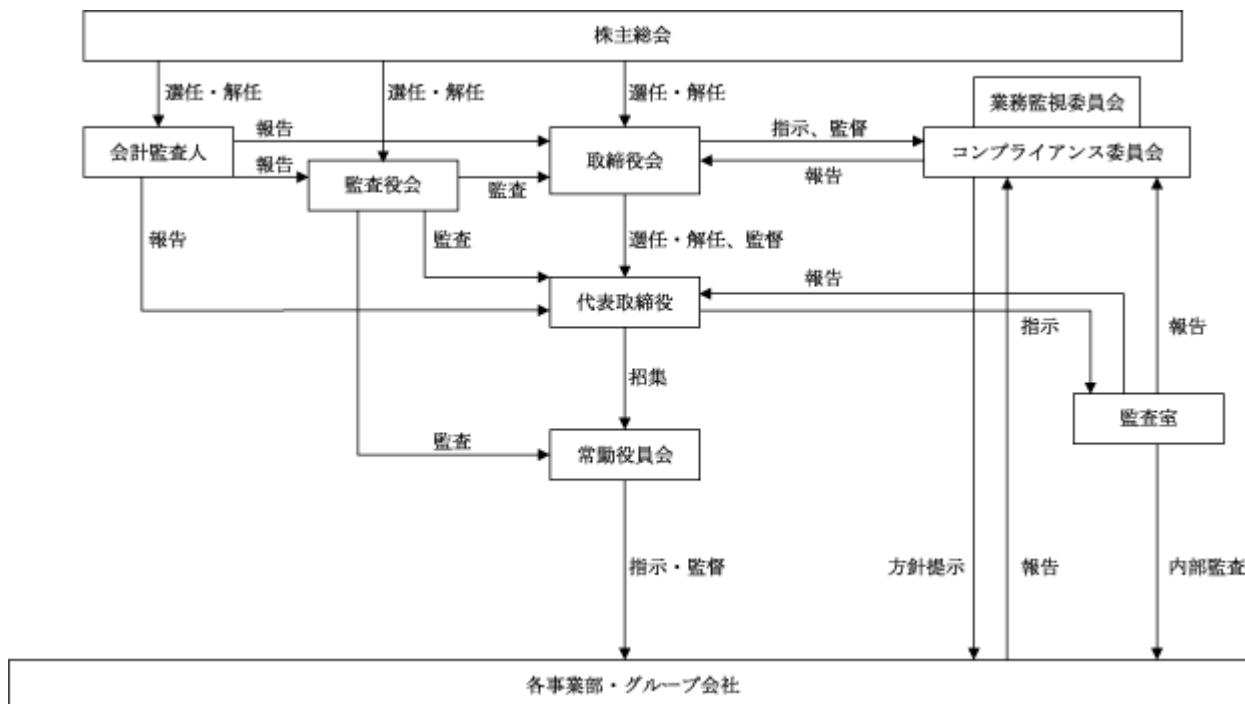 株主総会
選任・解任
選任・解任
選任・解任
業務監視委員会
報告
指示、監督
会計監査人
取締役会
コンプライアンス委員会
報告
監査役会
監査
報告
報告
監査
選任・解任、監督
報告
代表取締役
指示
報告
招集
監査室
監査
常勤役員会
指示・監督
方針提示
報告
内部監査
各事業部・グループ会社